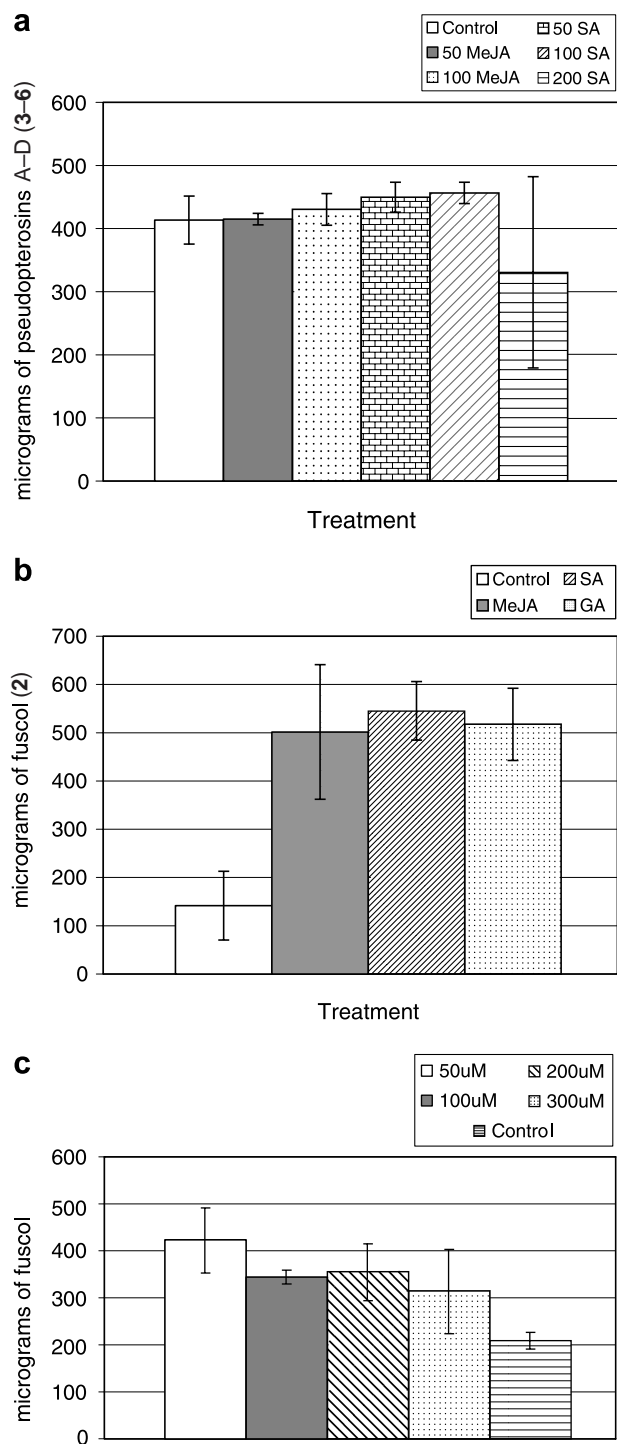 a
Control 50 SA
50 MeJA 100 SA
100 MeJA 200 SA
micrograms of pseudopterosins A–D (3–6)
600
500
400
300
200
100
0
Treatment
b
Control SA
MeJA GA
micrograms of fuscol (2)
700
600
500
400
300
200
100
0
Treatment
c
50uM 200uM
100uM 300uM
Control
micrograms of fuscol
600
500
400
300
200
100
0